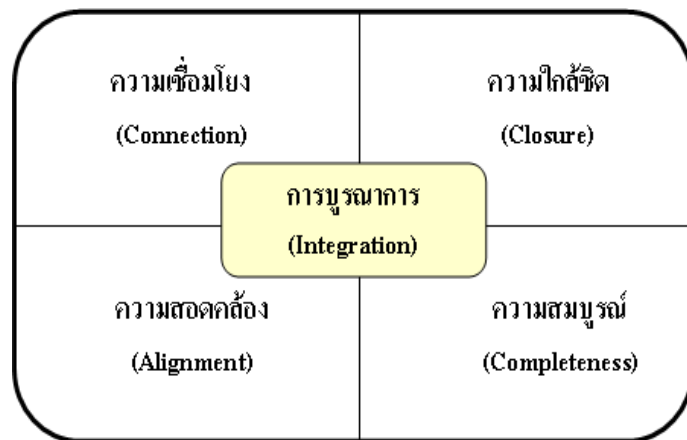 ความเชื่อมโยง
(Connection)
ความใกล้ชิด
(Closure)
การบูรณาการ
(Integration)
ความสอดคล้อง
(Alignment)
ความสมบูรณ์
(Completeness)